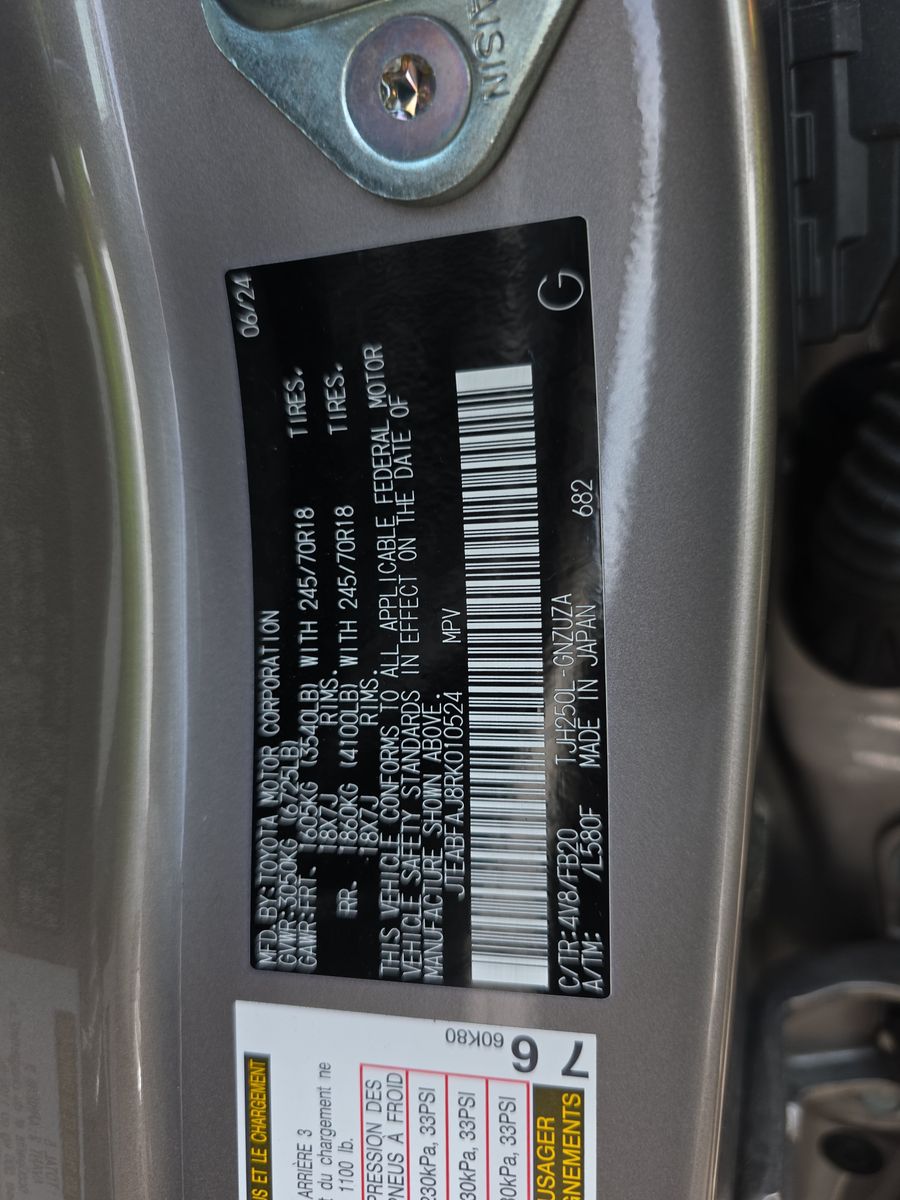 AISIN
06/24
MFD.BY:TOYOTA MOTOR CORPORATION
GVWR:3050KG (6725LB)
GAWR:FRT. 1605KG (3540LB) WITH 245/70R18 TIRES,
18X7J RIMS.
RR. 1860KG (4100LB) WITH 245/70R18 TIRES,
18X7J RIMS.
THIS VEHICLE CONFORMS TO ALL APPLICABLE FEDERAL MOTOR
VEHICLE SAFETY STANDARDS IN EFFECT ON THE DATE OF
MANUFACTURE SHOWN ABOVE.
JTEABFAJ8RK010524 MPV
C/TR:4V8/FB20 TJH250L-GNZUZA
A/TM: /L580F MADE IN JAPAN 682
G
IS ET LE CHARGEMENT
ARRIÈRE 3
du chargement ne
1100 lb.
PRESSION DES
PNEUS À FROID
230kPa, 33PSI
230kPa, 33PSI
33PSI
USAGER
60K80
7 6